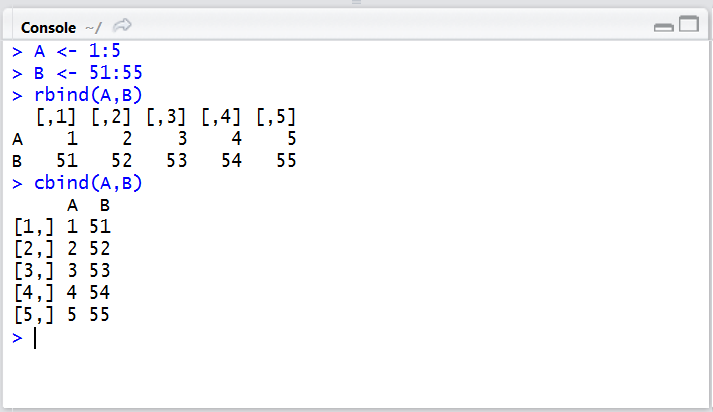 Console ~/
> A <- 1:5
> B <- 51:55
> rbind(A,B)
  [,1] [,2] [,3] [,4] [,5]
A    1    2    3    4    5
B   51   52   53   54   55
> cbind(A,B)
     A  B
[1,] 1 51
[2,] 2 52
[3,] 3 53
[4,] 4 54
[5,] 5 55
>